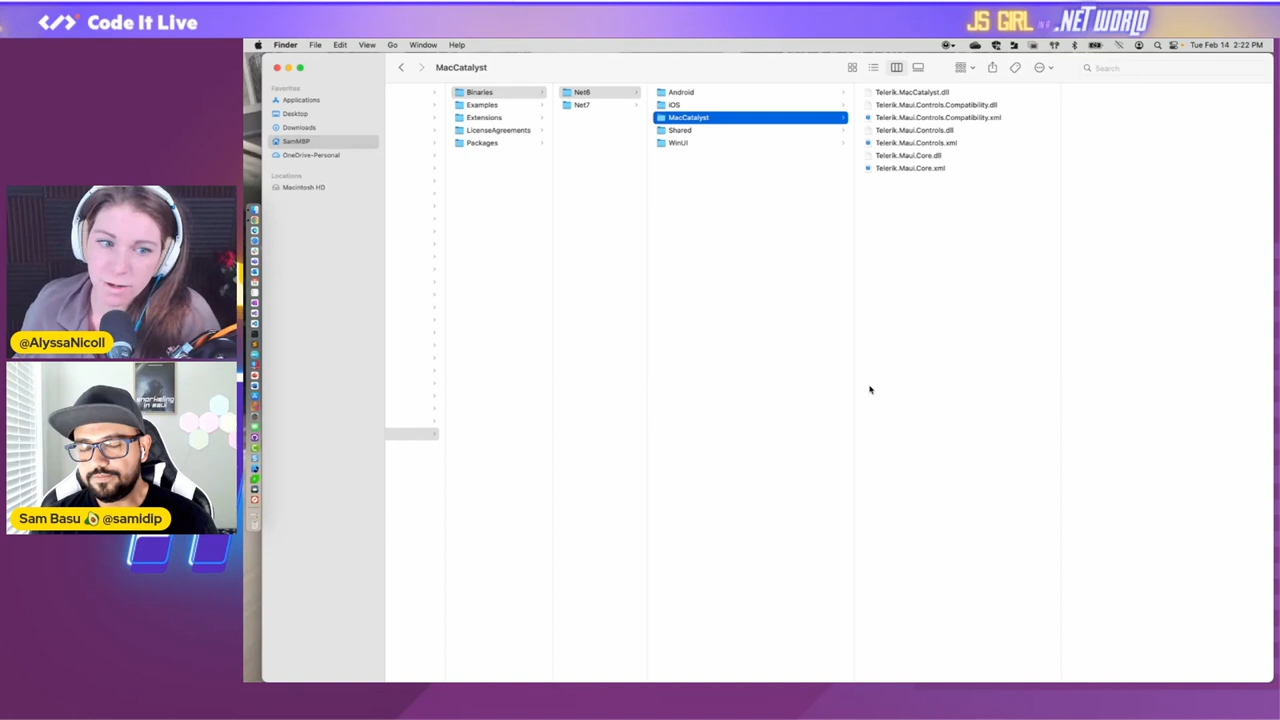 </> Code It Live
JS GIRL IN A .NET WORLD
Finder File Edit View Go Window Help
Tue Feb 14 2:22 PM
MacCatalyst
Search
Favorites
Applications
Desktop
Downloads
SamMBP
OneDrive-Personal
Locations
Macintosh HD
Binaries
Examples
Extensions
LicenseAgreements
Packages
Net6
Net7
Android
iOS
MacCatalyst
Shared
WinUI
Telerik.MacCatalyst.dll
Telerik.Maui.Controls.Compatibility.dll
Telerik.Maui.Controls.Compatibility.xml
Telerik.Maui.Controls.dll
Telerik.Maui.Controls.xml
Telerik.Maui.Core.dll
Telerik.Maui.Core.xml
@AlyssaNicoll
Sam Basu 🥑 @samidip